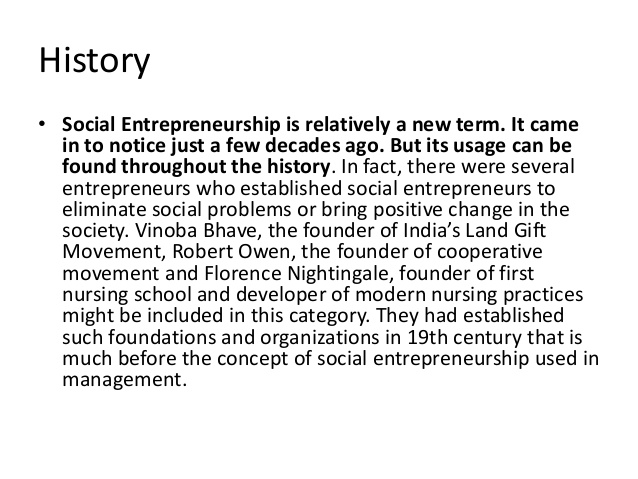 History
• Social Entrepreneurship is relatively a new term. It came
in to notice just a few decades ago. But its usage can be
found throughout the history. In fact, there were several
entrepreneurs who established social entrepreneurs to
eliminate social problems or bring positive change in the
society. Vinoba Bhave, the founder of India’s Land Gift
Movement, Robert Owen, the founder of cooperative
movement and Florence Nightingale, founder of first
nursing school and developer of modern nursing practices
might be included in this category. They had established
such foundations and organizations in 19th century that is
much before the concept of social entrepreneurship used in
management.